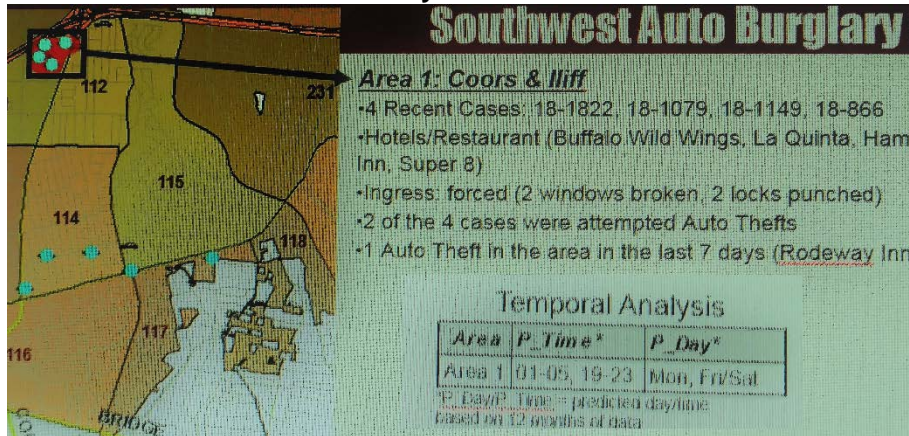 Southwest Auto Burglary
Area 1: Coors & Iliff
•4 Recent Cases: 18-1822, 18-1079, 18-1149, 18-866
•Hotels/Restaurant (Buffalo Wild Wings, La Quinta, Ham
Inn, Super 8)
•Ingress: forced (2 windows broken, 2 locks punched)
•2 of the 4 cases were attempted Auto Thefts
•1 Auto Theft in the area in the last 7 days (Rodeway Inn
Temporal Analysis
Area P_Time* P_Day*
Area 1 01-05, 19-23 Mon, Fri/Sat
*P_Day/P_Time = predicted day/time
based on 12 months of data
112
231
115
114
118
117
116
BRIDGE